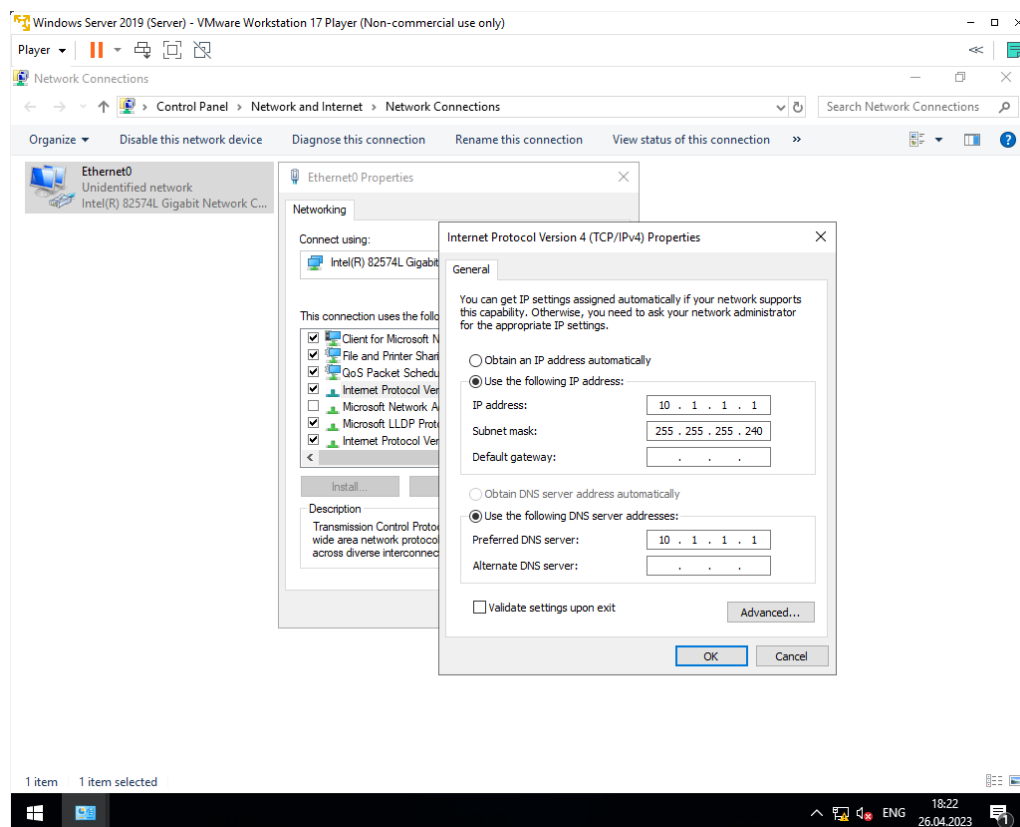 Windows Server 2019 (Server) - VMware Workstation 17 Player (Non-commercial use only)
Player
Network Connections
Control Panel > Network and Internet > Network Connections
Search Network Connections
Organize Disable this network device Diagnose this connection Rename this connection View status of this connection »
Ethernet0
Unidentified network
Intel(R) 82574L Gigabit Network C...
Ethernet0 Properties
Networking
Connect using:
Intel(R) 82574L Gigabit
This connection uses the follo
Client for Microsoft N
File and Printer Shari
QoS Packet Schedu
Internet Protocol Ver
Microsoft Network A
Microsoft LLDP Proto
Internet Protocol Ver
Install...
Description
Transmission Control Proto
wide area network protocol
across diverse interconnec
Internet Protocol Version 4 (TCP/IPv4) Properties
General
You can get IP settings assigned automatically if your network supports
this capability. Otherwise, you need to ask your network administrator
for the appropriate IP settings.
Obtain an IP address automatically
Use the following IP address:
IP address: 10 . 1 . 1 . 1
Subnet mask: 255 . 255 . 255 . 240
Default gateway: . . .
Obtain DNS server address automatically
Use the following DNS server addresses:
Preferred DNS server: 10 . 1 . 1 . 1
Alternate DNS server: . . .
Validate settings upon exit
Advanced...
OK Cancel
1 item 1 item selected
ENG
18:22
26.04.2023
1